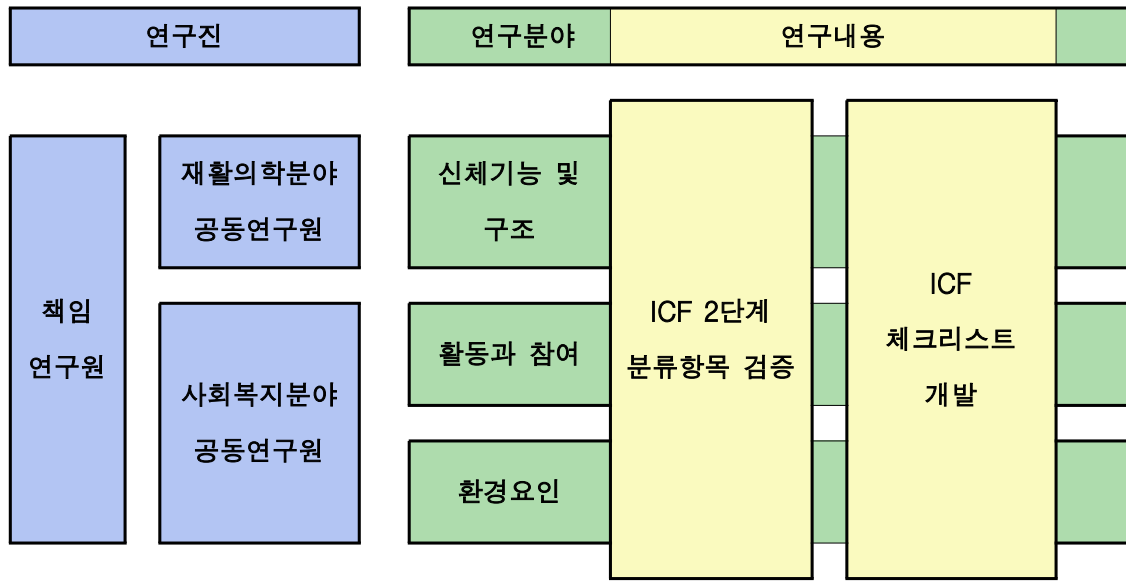 연구진
연구분야
연구내용
책임
연구원
재활의학분야
공동연구원
사회복지분야
공동연구원
신체기능 및
구조
활동과 참여
환경요인
ICF 2단계
분류항목 검증
ICF
체크리스트
개발